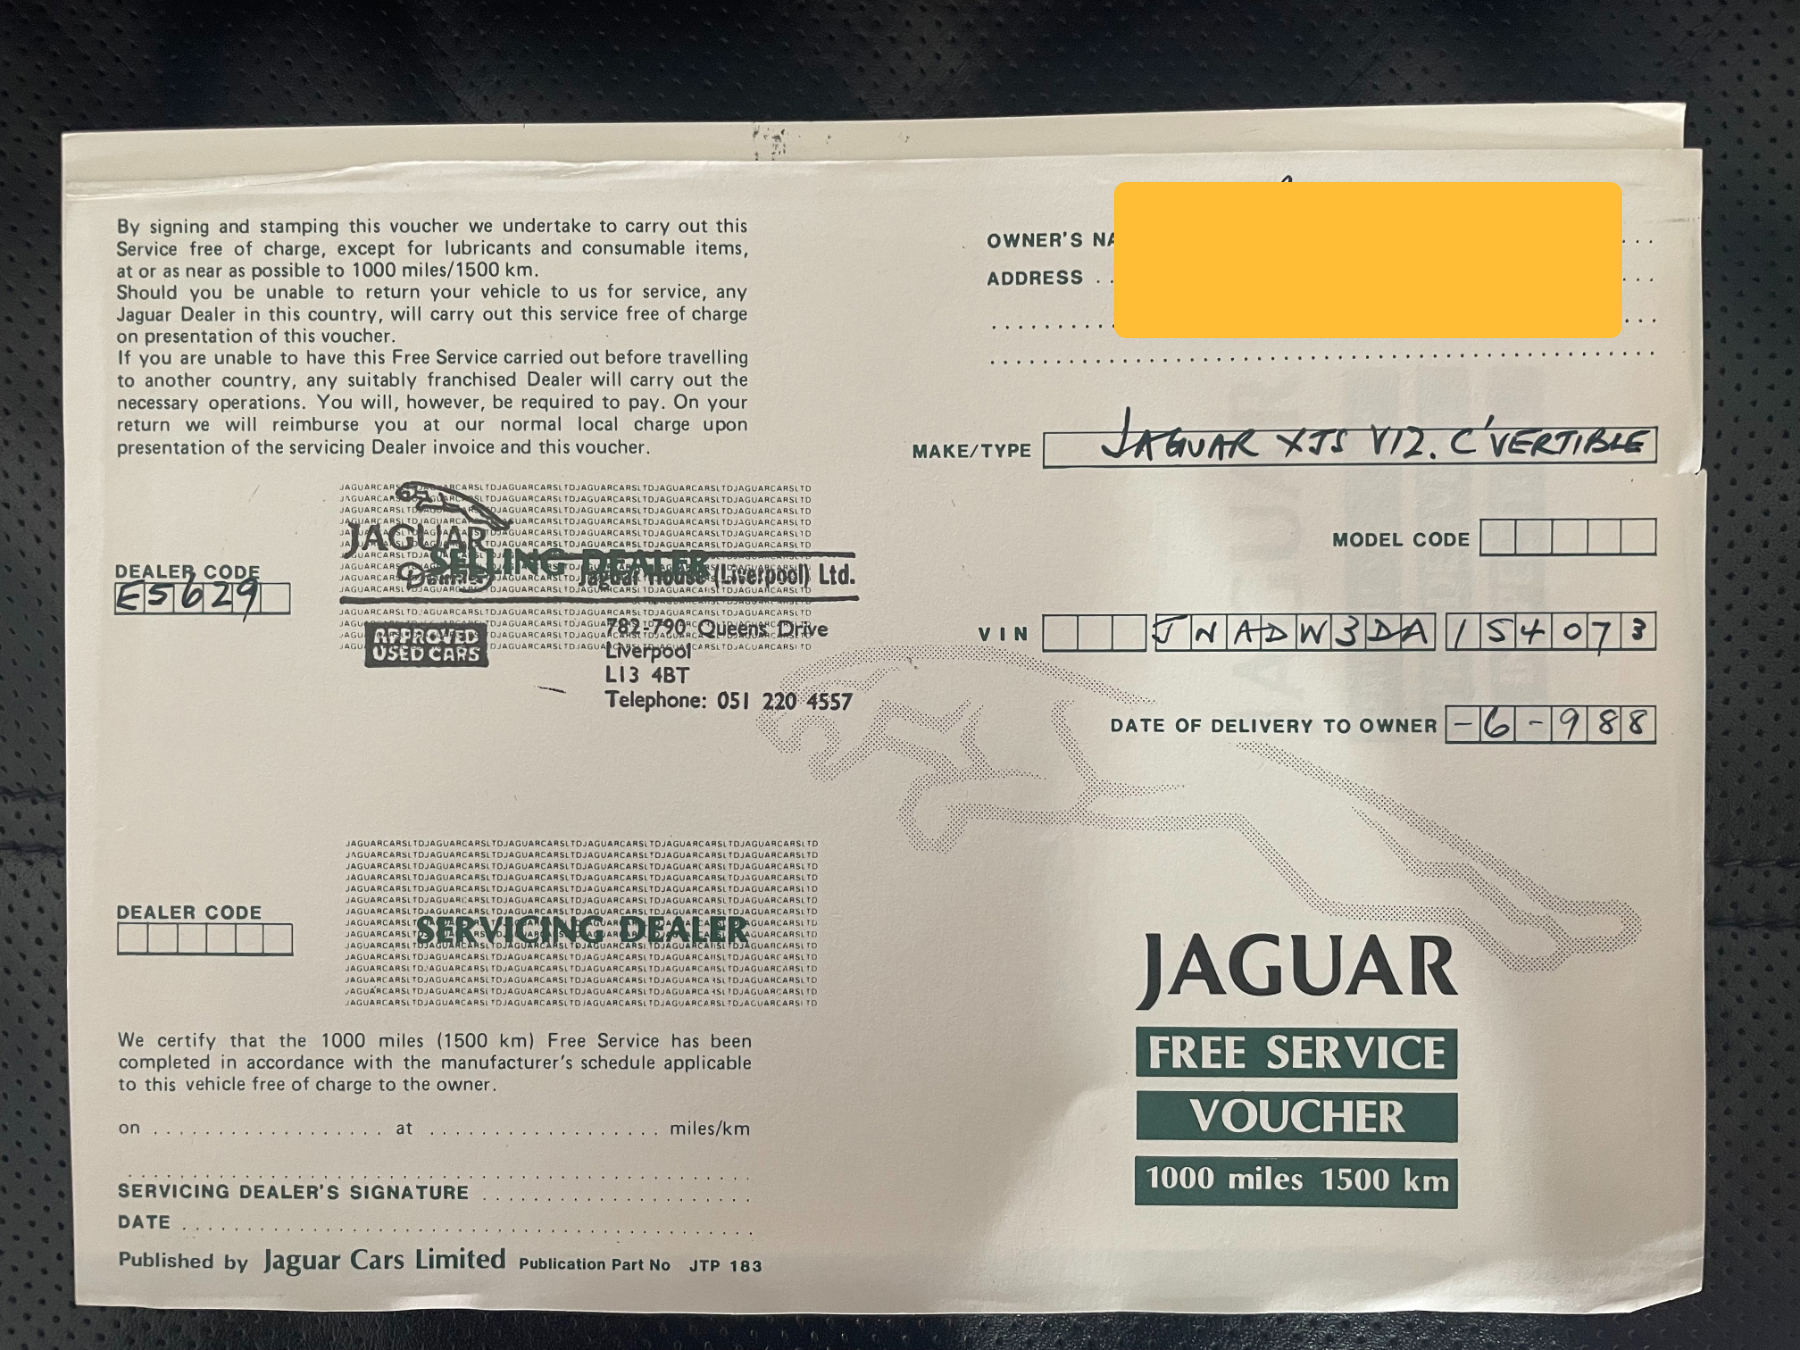 By signing and stamping this voucher we undertake to carry out this
Service free of charge, except for lubricants and consumable items,
at or as near as possible to 1000 miles/1500 km.
Should you be unable to return your vehicle to us for service, any
Jaguar Dealer in this country, will carry out this service free of charge
on presentation of this voucher.
If you are unable to have this Free Service carried out before travelling
to another country, any suitably franchised Dealer will carry out the
necessary operations. You will, however, be required to pay. On your
return we will reimburse you at our normal local charge upon
presentation of the servicing Dealer invoice and this voucher.
DEALER CODE
E5629
JAGUAR
SELLING DEALER
Jaguar House (Liverpool) Ltd.
APPROVED
USED CARS
782-790 Queens Drive
Liverpool
L13 4BT
Telephone: 051 220 4557
DEALER CODE
SERVICING DEALER
We certify that the 1000 miles (1500 km) Free Service has been
completed in accordance with the manufacturer's schedule applicable
to this vehicle free of charge to the owner.
on at miles/km
SERVICING DEALER'S SIGNATURE
DATE
Published by Jaguar Cars Limited Publication Part No JTP 183
OWNER'S NA
ADDRESS
MAKE/TYPE JAGUAR XJS V12. C'VERTIBLE
MODEL CODE
VIN JNADW3DA 154073
DATE OF DELIVERY TO OWNER -6-988
JAGUAR
FREE SERVICE
VOUCHER
1000 miles 1500 km